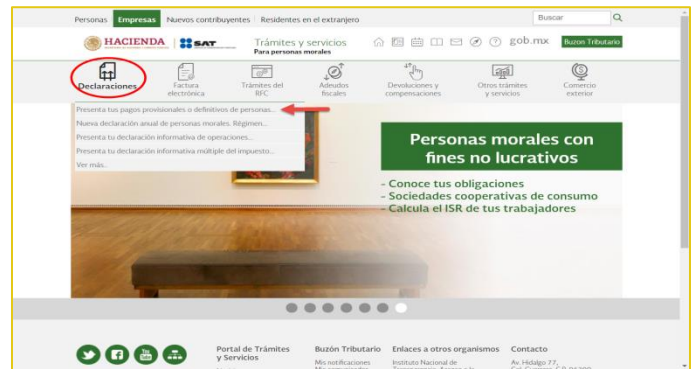 Personas Empresas Nuevos contribuyentes Residentes en el extranjero Buscar
HACIENDA SAT Trámites y servicios gob.mx Buzon Tributario
Para personas morales
Declaraciones Factura electrónica Trámites del RFC Adeudos fiscales Devoluciones y compensaciones Otros trámites y servicios Comercio exterior
Presenta tus pagos provisionales o definitivos de personas...
Nueva declaración anual de personas morales. Régimen...
Presenta tu declaración informativa de operaciones...
Presenta tu declaración informativa múltiple del impuesto...
Ver más...
Personas morales con
fines no lucrativos
- Conoce tus obligaciones
- Sociedades cooperativas de consumo
- Calcula el ISR de tus trabajadores
Portal de Trámites y Servicios
Buzón Tributario
Mis notificaciones
Enlaces a otros organismos
Instituto Nacional de
Contacto
Av. Hidalgo 77,